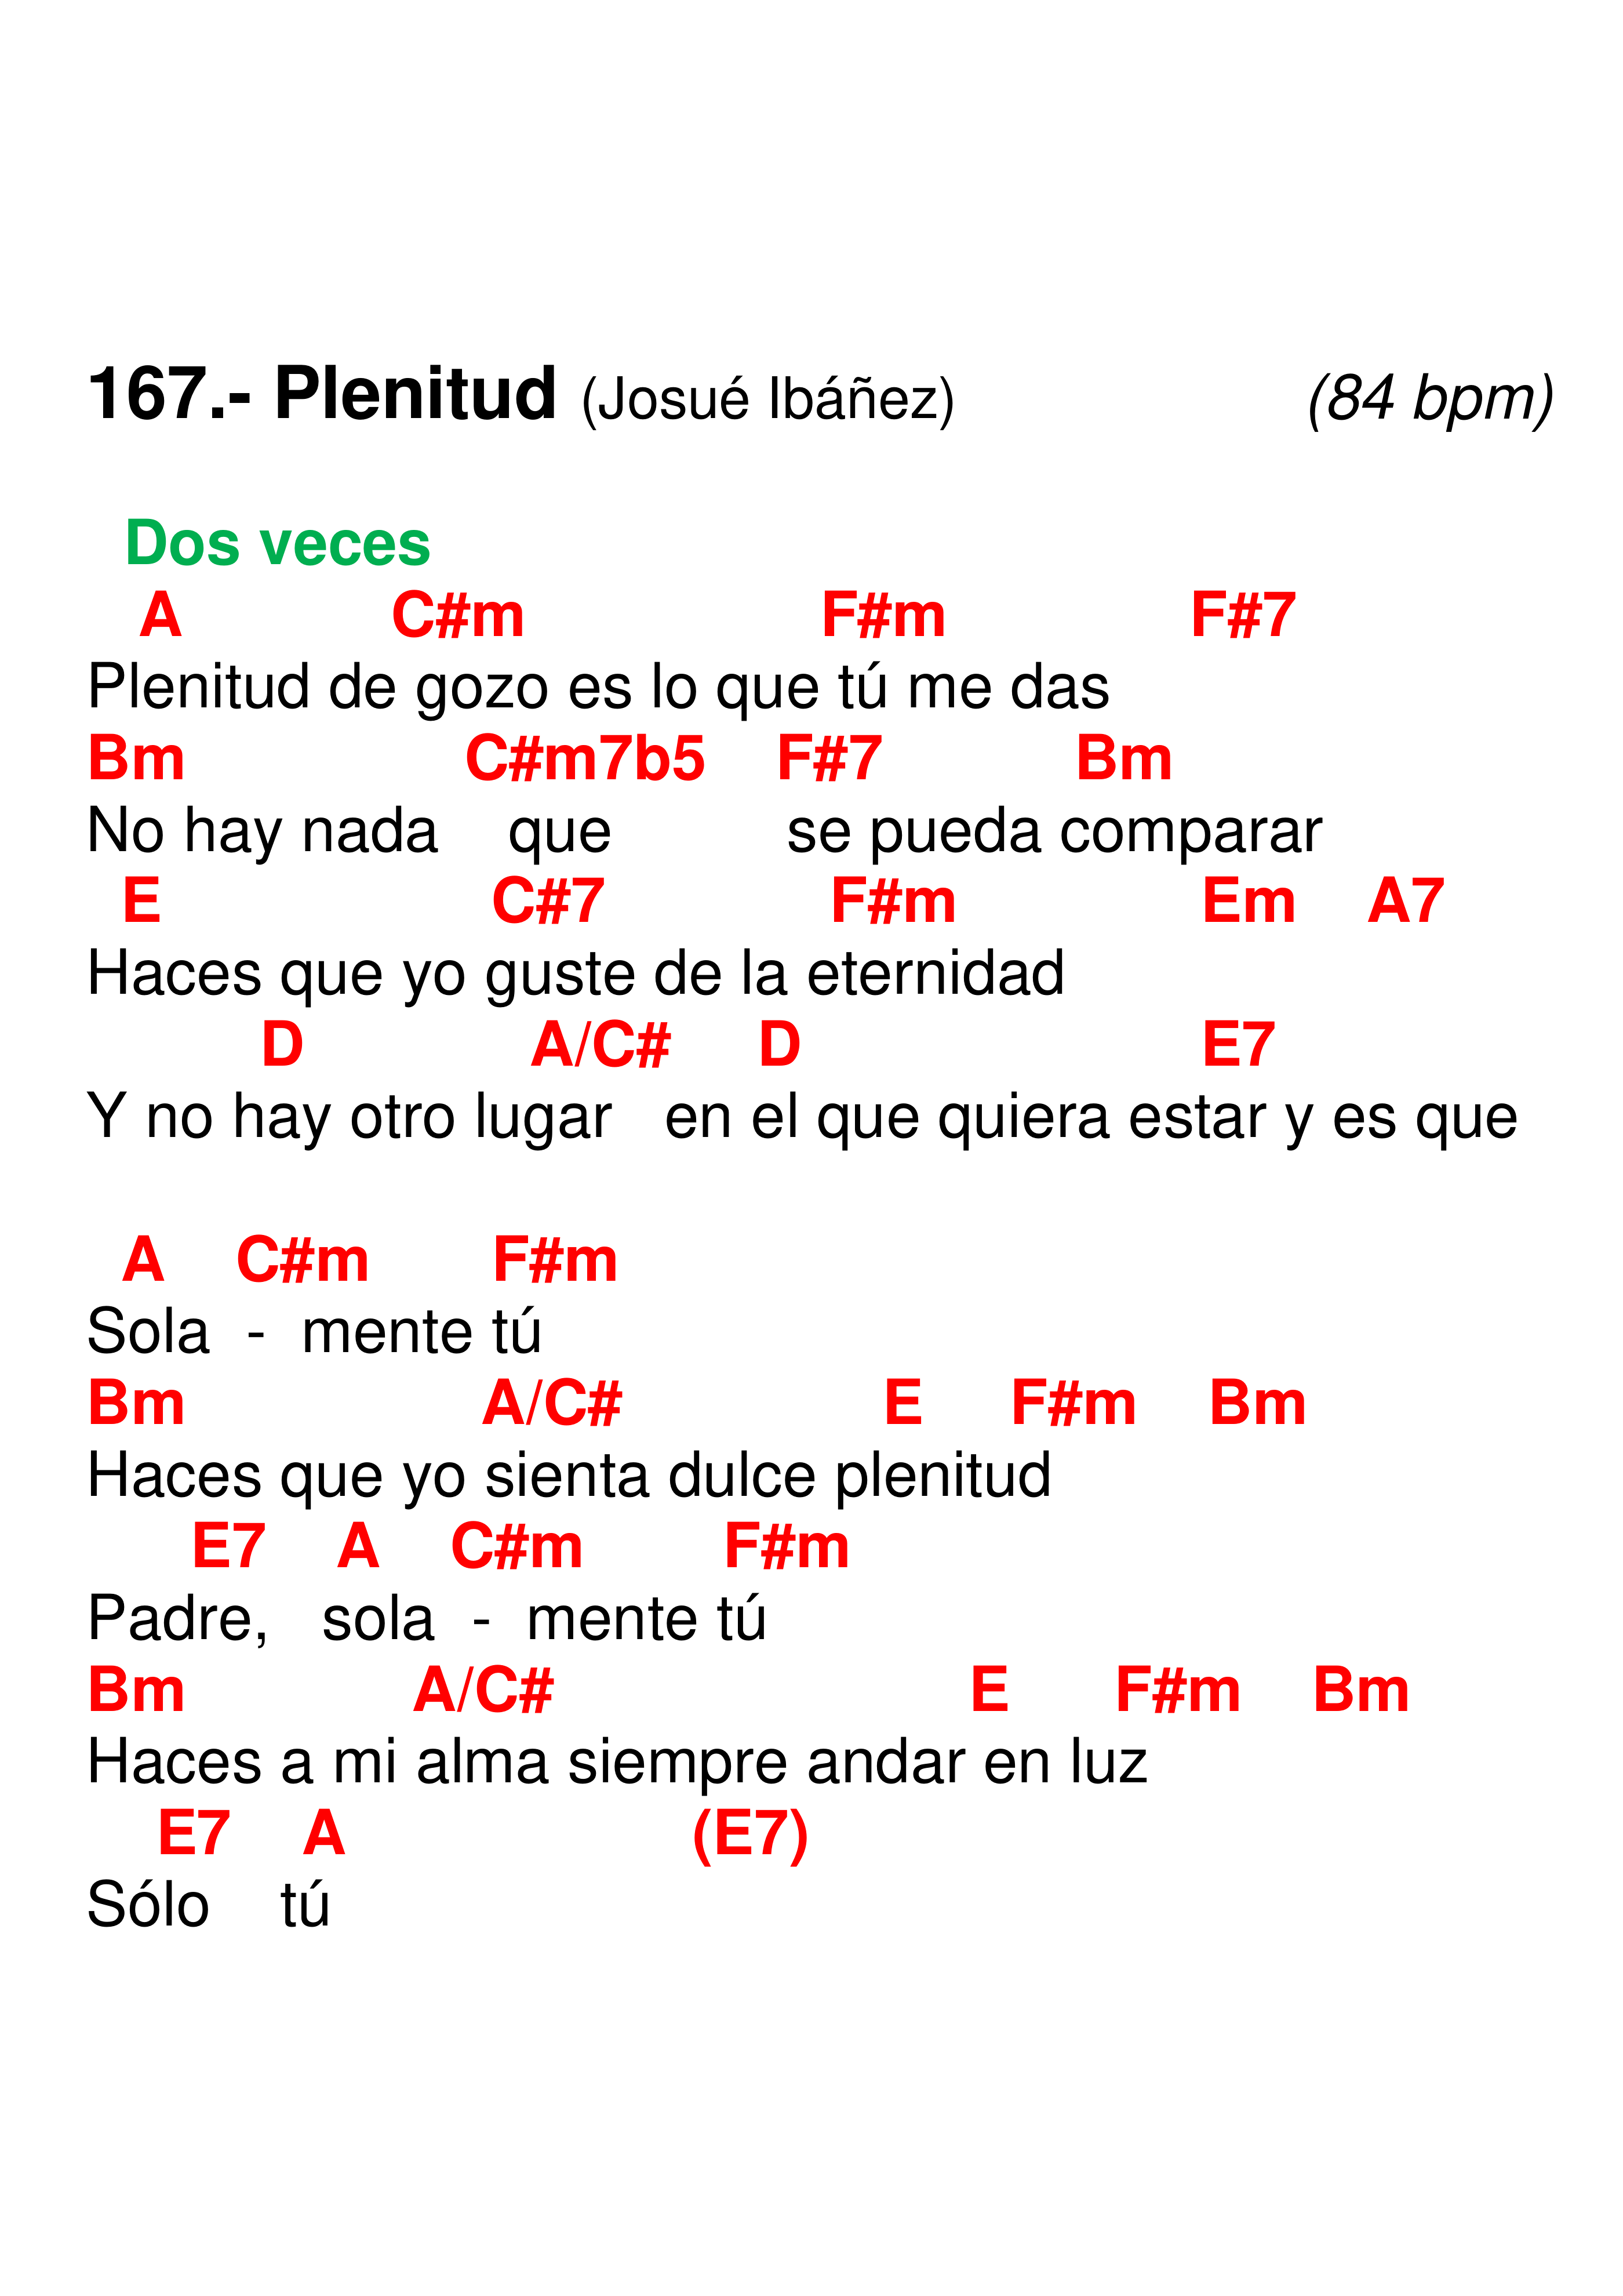 167.- Plenitud (Josué Ibáñez) (84 bpm)
Dos veces
A C#m F#m F#7
Plenitud de gozo es lo que tú me das
Bm C#m7b5 F#7 Bm
No hay nada que se pueda comparar
E C#7 F#m Em A7
Haces que yo guste de la eternidad
D A/C# D E7
Y no hay otro lugar en el que quiera estar y es que
A C#m F#m
Sola - mente tú
Bm A/C# E F#m Bm
Haces que yo sienta dulce plenitud
E7 A C#m F#m
Padre, sola - mente tú
Bm A/C# E F#m Bm
Haces a mi alma siempre andar en luz
E7 A (E7)
Sólo tú